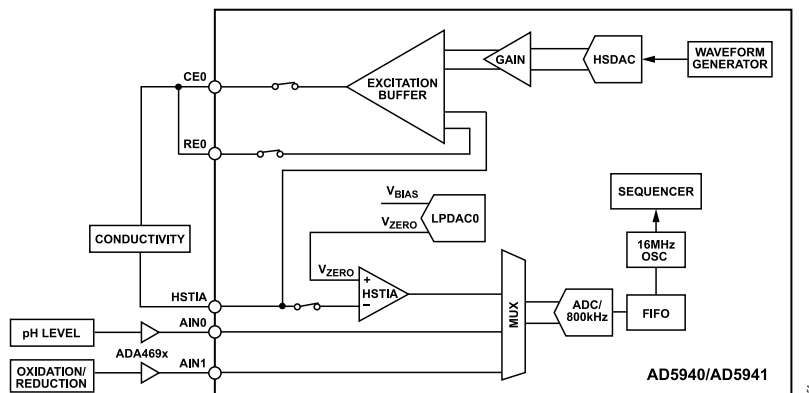 CE0
EXCITATION
BUFFER
GAIN
HSDAC
WAVEFORM
GENERATOR
RE0
VBIAS
VZERO
LPDAC0
SEQUENCER
CONDUCTIVITY
16MHz
OSC
VZERO
+
HSTIA
–
HSTIA
MUX
ADC/
800kHz
FIFO
pH LEVEL
AIN0
ADA469x
OXIDATION/
REDUCTION
AIN1
AD5940/AD5941